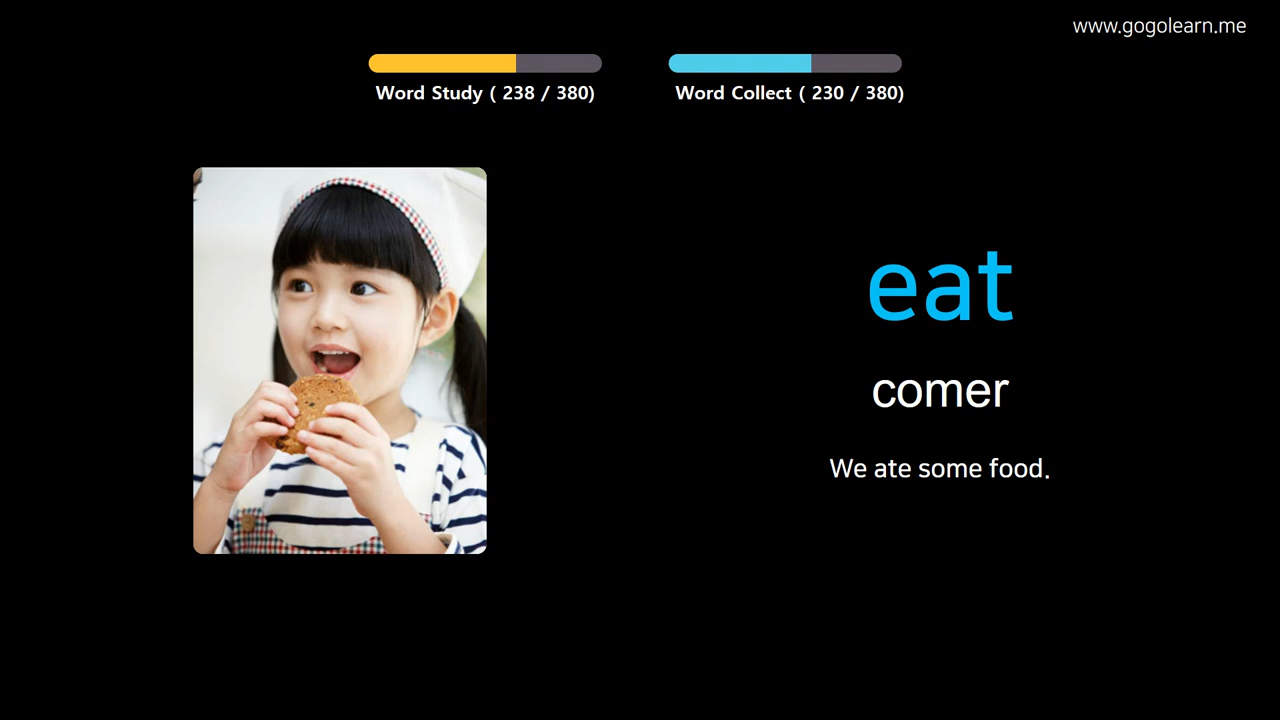 www.gogolearn.me
Word Study ( 238 / 380)
Word Collect ( 230 / 380)
eat
comer
We ate some food.